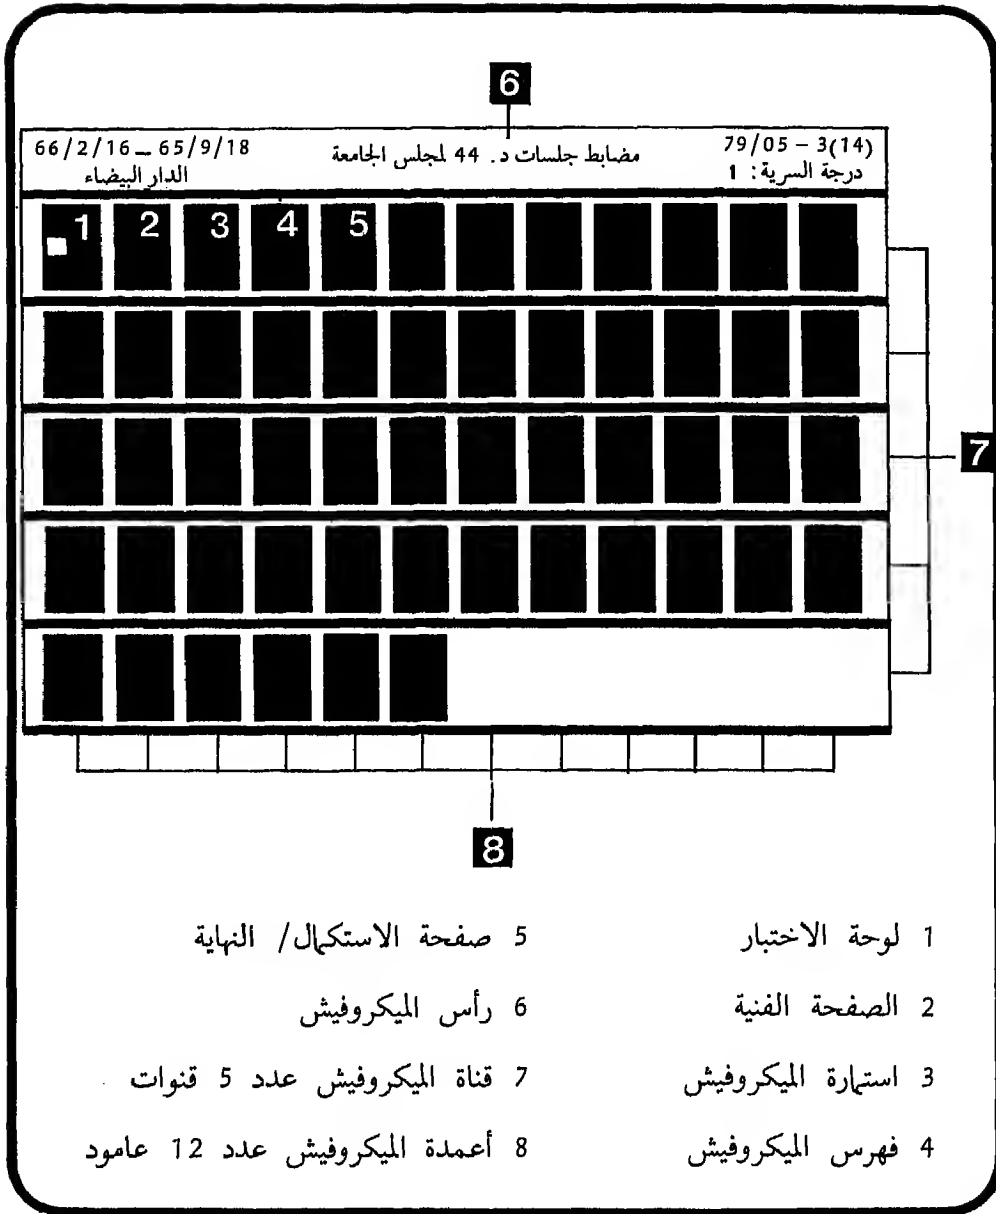 6
79/05 – 3(14)
مضابط جلسات د. 44 لمجلس الجامعة
66/2/16 – 65/9/18
درجة السرية: 1
الدار البيضاء
1 2 3 4 5
7
8
1 لوحة الاختبار
2 الصفحة الفنية
3 استمارة الميكروفيش
4 فهرس الميكروفيش
5 صفحة الاستكمال/ النهاية
6 رأس الميكروفيش
7 قناة الميكروفيش عدد 5 قنوات
8 أعمدة الميكروفيش عدد 12 عامود